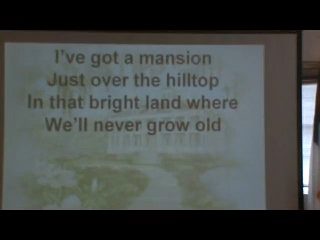 I've got a mansion
Just over the hilltop
In that bright land where
We'll never grow old